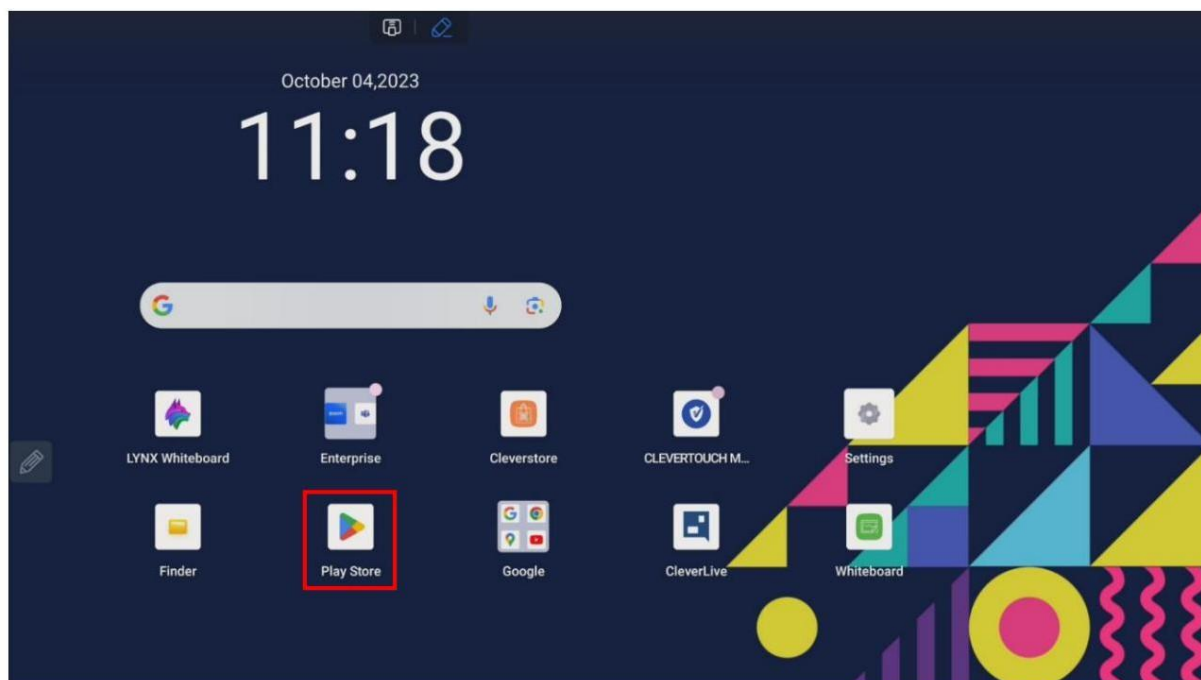 October 04,2023
11:18
LYNX Whiteboard
Enterprise
Cleverstore
CLEVERTOUCH M...
Settings
Finder
Play Store
Google
CleverLive
Whiteboard